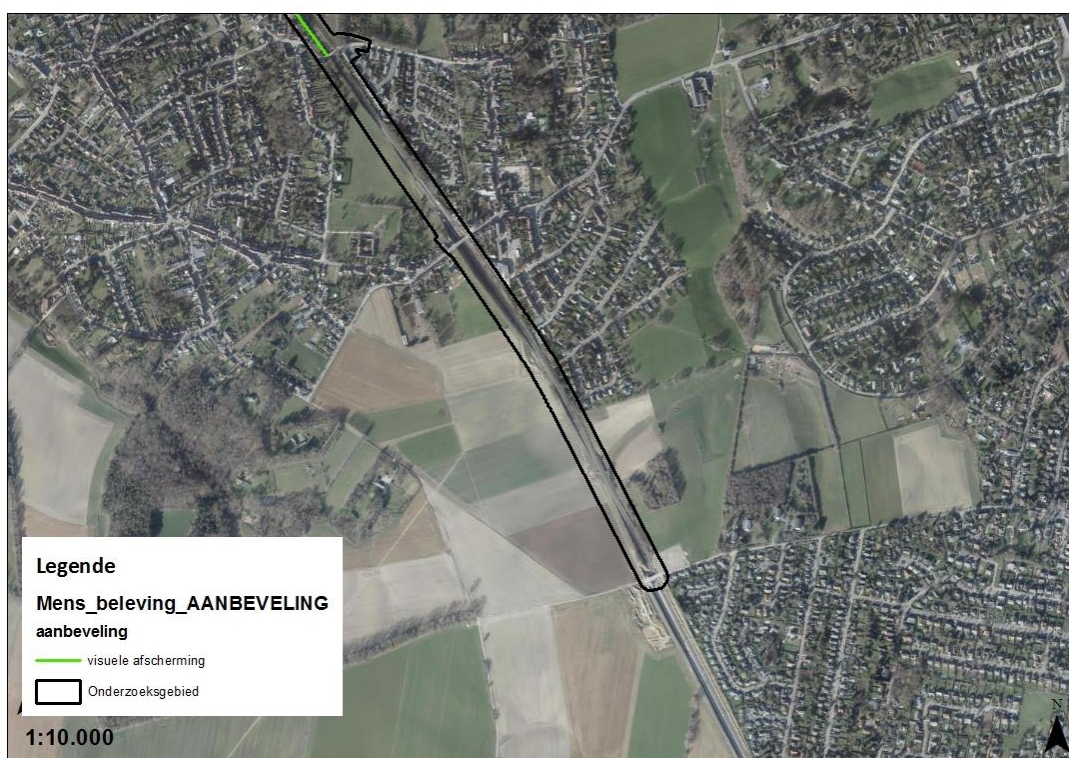 Legende
Mens_beleving_AANBEVELING
aanbeveling
visuele afscherming
Onderzoeksgebied
1:10.000
N